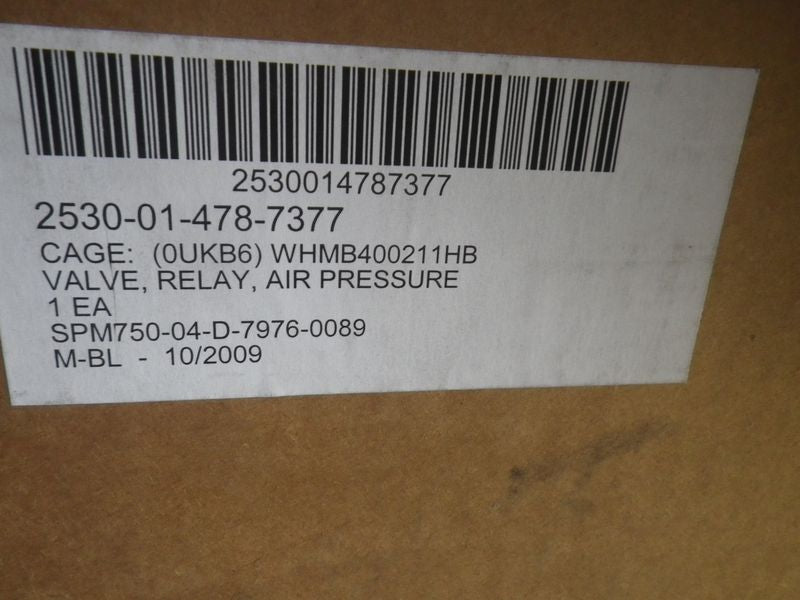 2530014787377
2530-01-478-7377
CAGE: (0UKB6) WHMB400211HB
VALVE, RELAY, AIR PRESSURE
1 EA
SPM750-04-D-7976-0089
M-BL - 10/2009